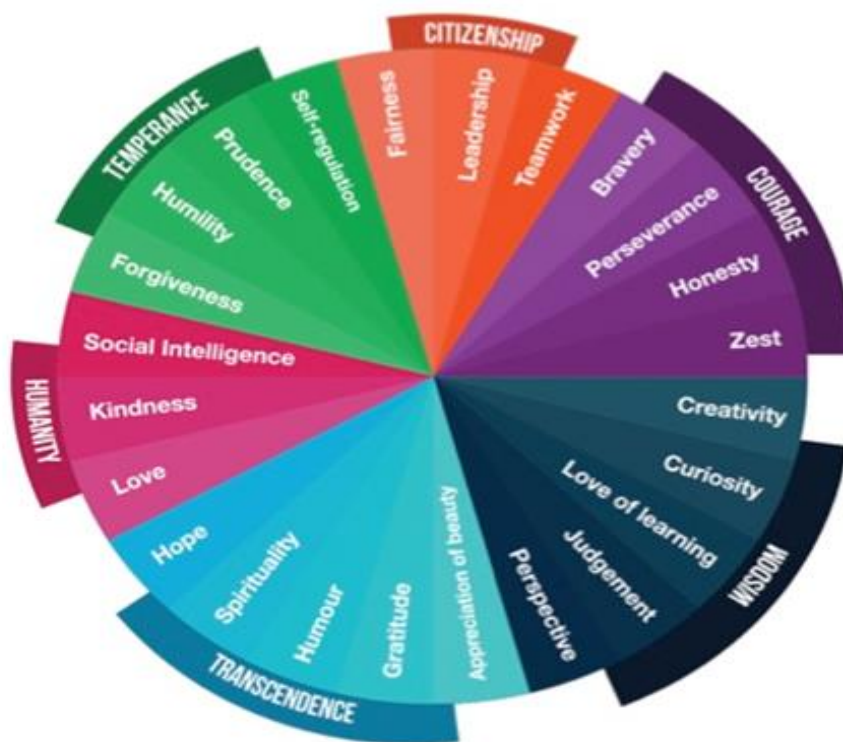 CITIZENSHIP
Fairness
Leadership
Teamwork
COURAGE
Bravery
Perseverance
Honesty
Zest
WISDOM
Creativity
Curiosity
Love of learning
Judgement
Perspective
TRANSCENDENCE
Appreciation of beauty
Gratitude
Humour
Spirituality
Hope
HUMANITY
Love
Kindness
Social Intelligence
TEMPERANCE
Forgiveness
Humility
Prudence
Self-regulation